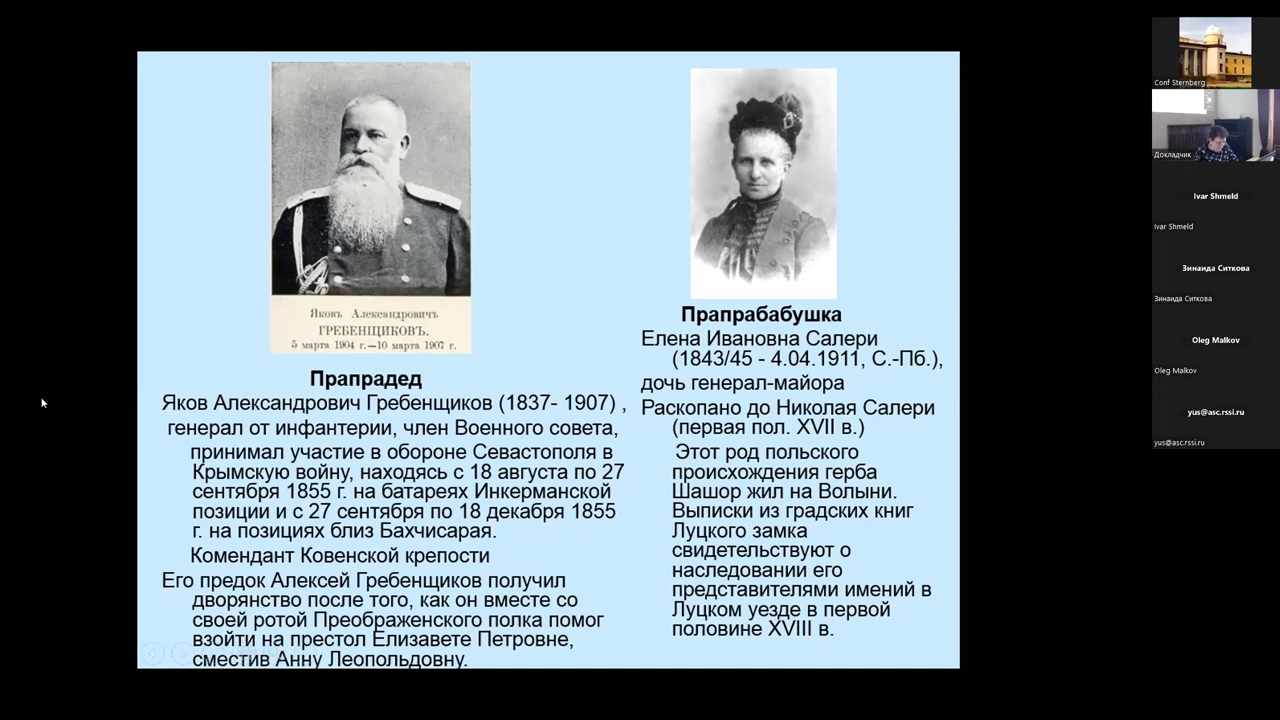 Яковъ Александровичъ
ГРЕБЕНЩИКОВЪ.
5 марта 1904 г.—10 марта 1907 г.
Прапрадед
Яков Александрович Гребенщиков (1837- 1907) ,
генерал от инфантерии, член Военного совета,
принимал участие в обороне Севастополя в
Крымскую войну, находясь с 18 августа по 27
сентября 1855 г. на батареях Инкерманской
позиции и с 27 сентября по 18 декабря 1855
г. на позициях близ Бахчисарая.
Комендант Ковенской крепости
Его предок Алексей Гребенщиков получил
дворянство после того, как он вместе со
своей ротой Преображенского полка помог
взойти на престол Елизавете Петровне,
сместив Анну Леопольдовну.
Прапрабабушка
Елена Ивановна Салери
(1843/45 - 4.04.1911, С.-Пб.),
дочь генерал-майора
Раскопано до Николая Салери
(первая пол. XVII в.)
Этот род польского
происхождения герба
Шашор жил на Волыни.
Выписки из градских книг
Луцкого замка
свидетельствуют о
наследовании его
представителями имений в
Луцком уезде в первой
половине XVIII в.
Conf Sternberg
Докладчик
Ivar Shmeld
Ivar Shmeld
Зинаида Ситкова
Зинаида Ситкова
Oleg Malkov
Oleg Malkov
yus@asc.rssi.ru
yus@asc.rssi.ru